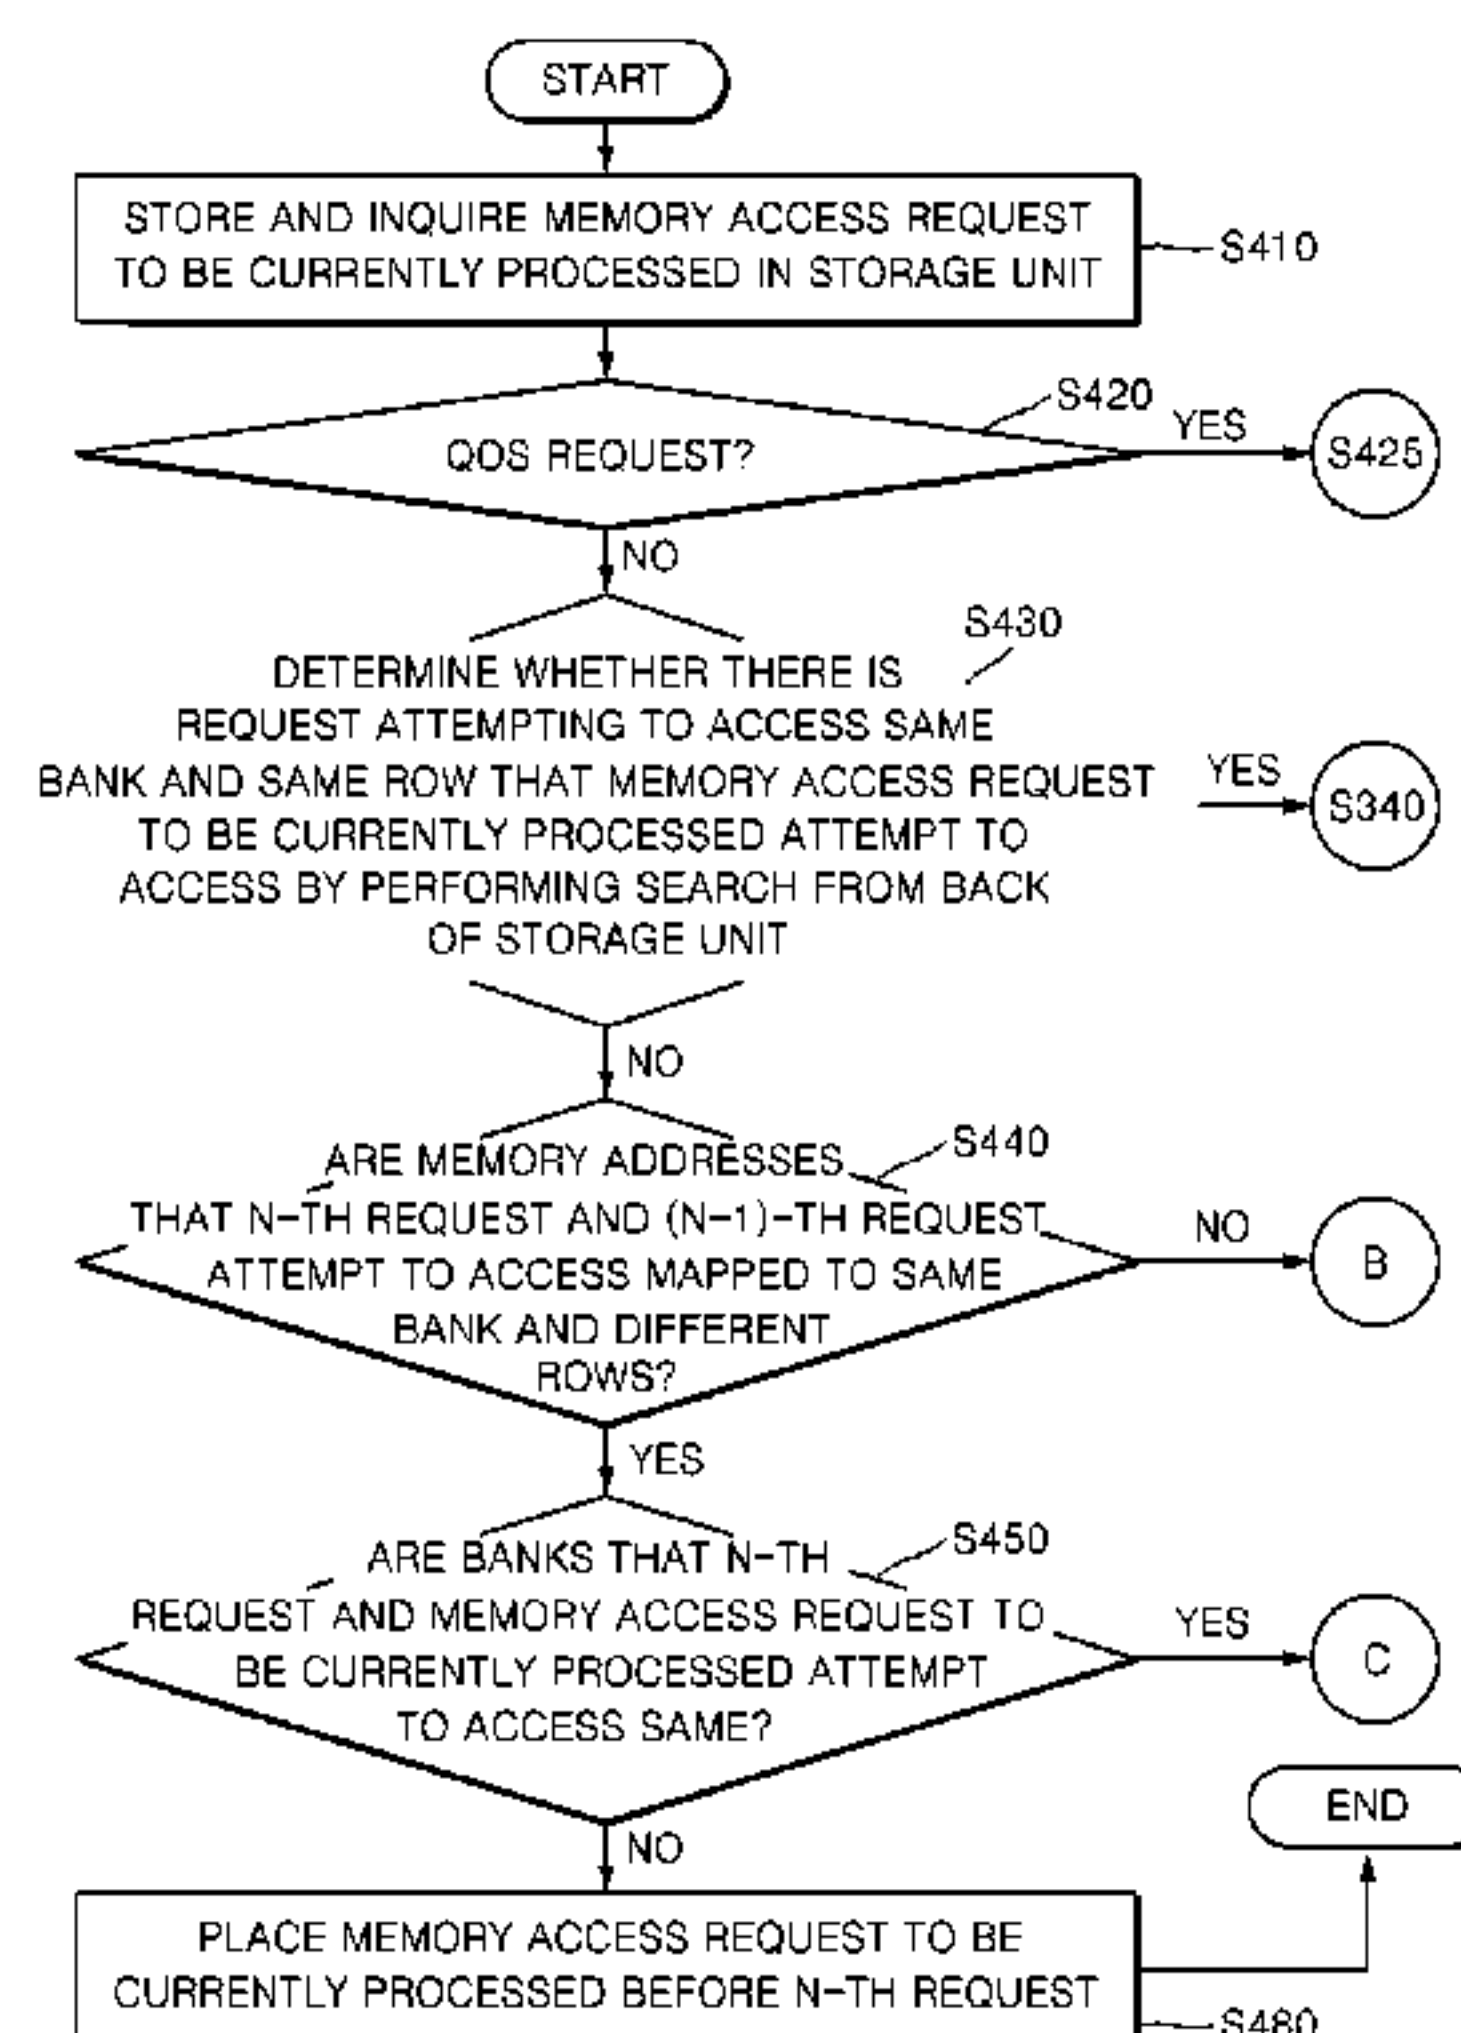 START
STORE AND INQUIRE MEMORY ACCESS REQUEST
TO BE CURRENTLY PROCESSED IN STORAGE UNIT
S410
S420
QOS REQUEST?
YES
S425
NO
S430
DETERMINE WHETHER THERE IS
REQUEST ATTEMPTING TO ACCESS SAME
BANK AND SAME ROW THAT MEMORY ACCESS REQUEST
TO BE CURRENTLY PROCESSED ATTEMPT TO
ACCESS BY PERFORMING SEARCH FROM BACK
OF STORAGE UNIT
YES
S340
NO
S440
ARE MEMORY ADDRESSES
THAT N-TH REQUEST AND (N-1)-TH REQUEST
ATTEMPT TO ACCESS MAPPED TO SAME
BANK AND DIFFERENT
ROWS?
NO
B
YES
S450
ARE BANKS THAT N-TH
REQUEST AND MEMORY ACCESS REQUEST TO
BE CURRENTLY PROCESSED ATTEMPT
TO ACCESS SAME?
YES
C
END
NO
PLACE MEMORY ACCESS REQUEST TO BE
CURRENTLY PROCESSED BEFORE N-TH REQUEST
S480